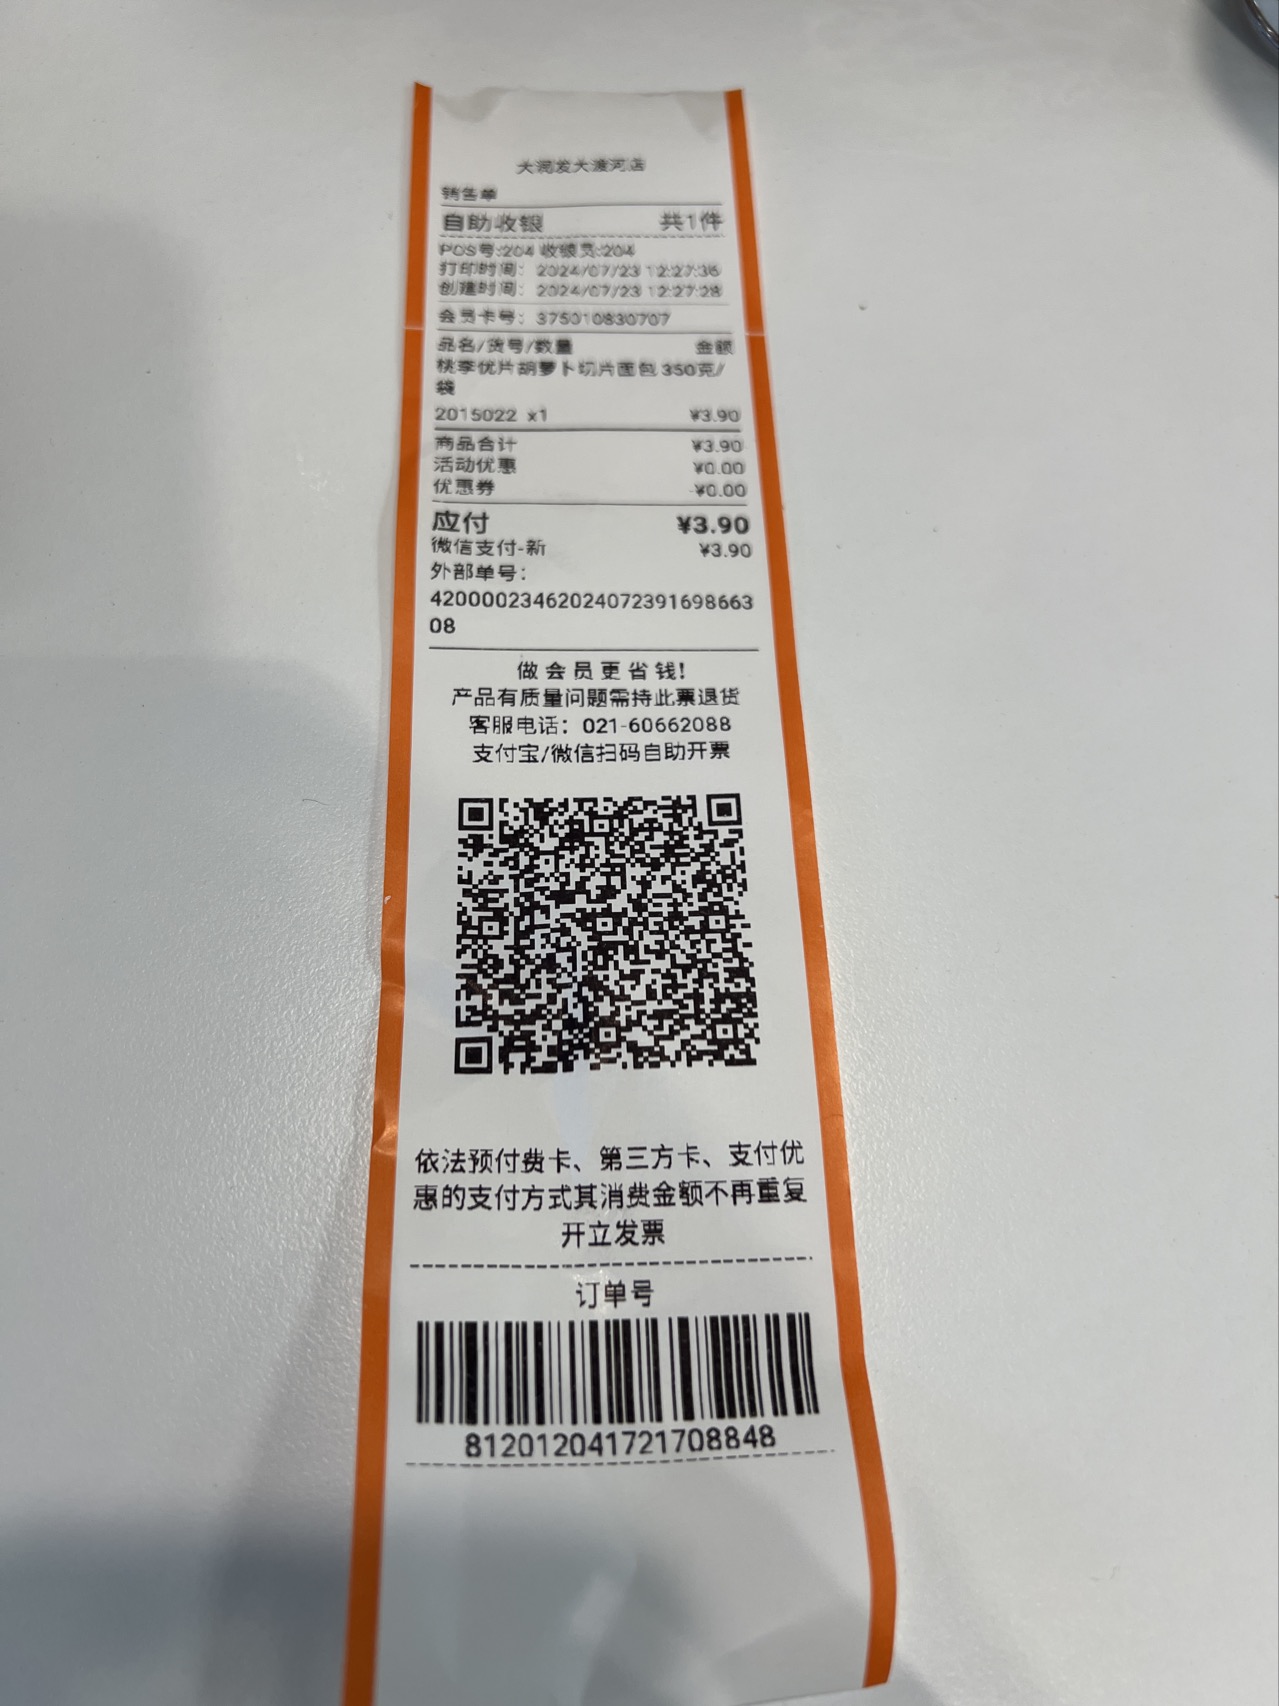 大润发大渡河店
销售单
自助收银 共1件
POS号:204 收银员:204
打印时间: 2024/07/23 12:27:36
创建时间: 2024/07/23 12:27:28
会员卡号: 375010830707
品名/货号/数量 金额
桃李优片胡萝卜切片面包 350克/
袋
2015022 x1 ¥3.90
商品合计 ¥3.90
活动优惠 ¥0.00
优惠券 -¥0.00
应付 ¥3.90
微信支付-新 ¥3.90
外部单号:
42000023462024072391698663
08
做会员更省钱!
产品有质量问题需持此票退货
客服电话: 021-60662088
支付宝/微信扫码自助开票
依法预付费卡、第三方卡、支付优
惠的支付方式其消费金额不再重复
开立发票
订单号
812012041721708848